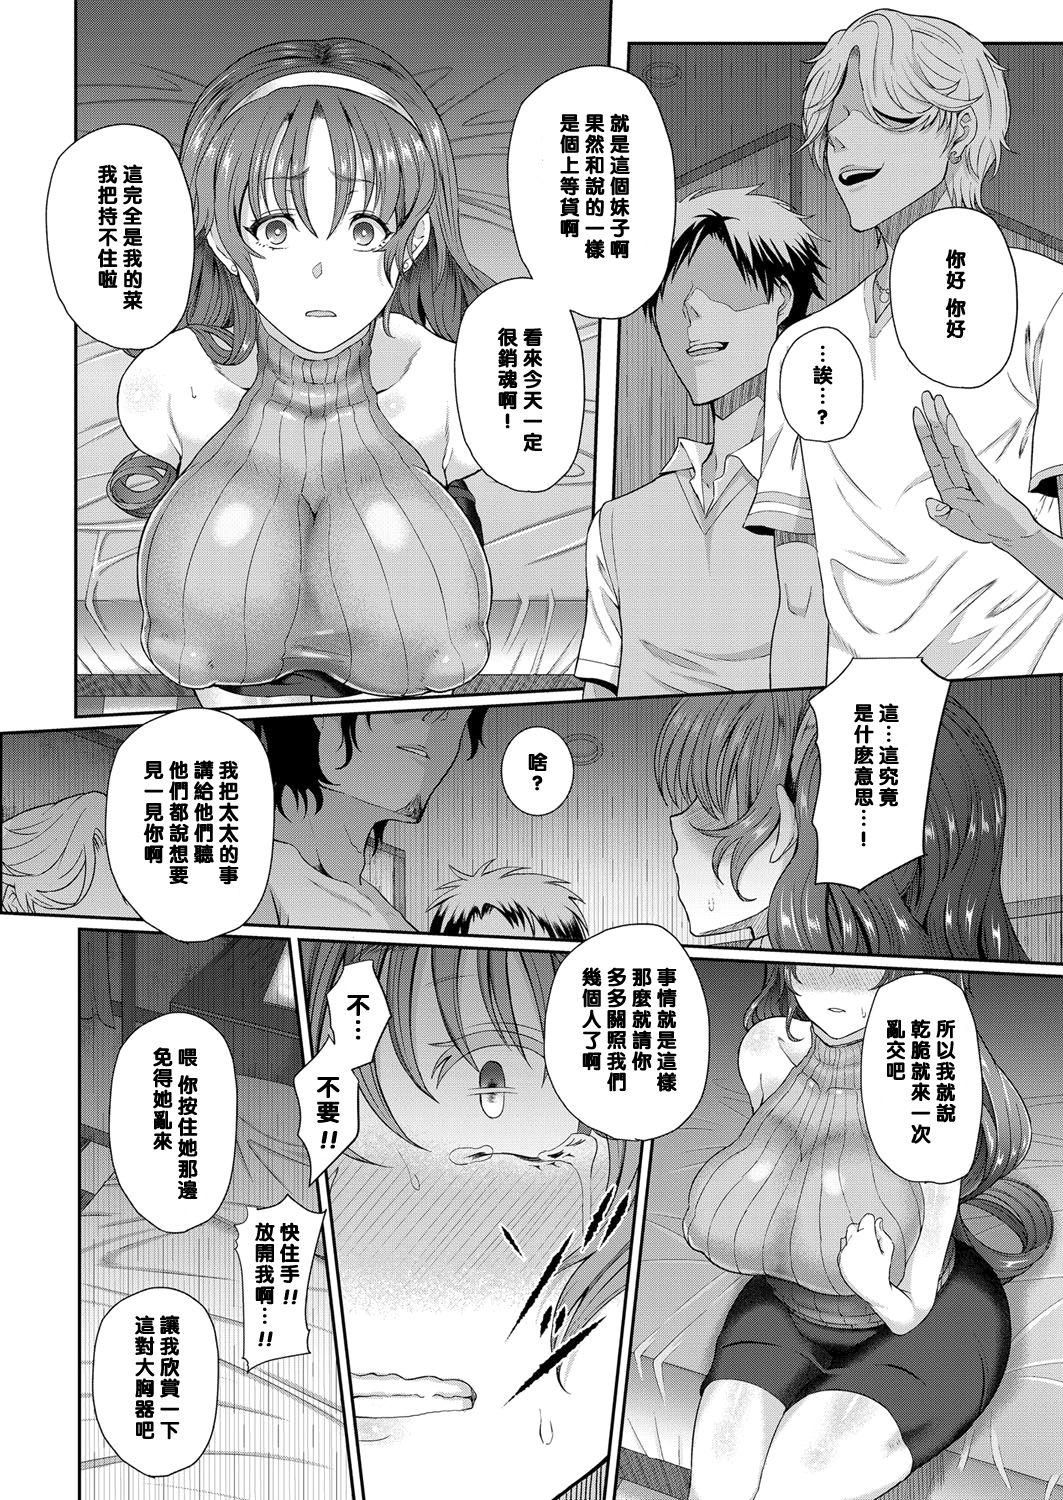 你好 你好
…誒…？
就是這個妹子啊
果然和說的一樣
是個上等貨啊
看來今天一定
很銷魂啊！
這完全是我的菜
我把持不住啦
這…這究竟
是什麽意思…！
啥？
我把太太的事
講給他們聽
他們都說想要
見一見你啊
所以我就說
乾脆就來一次
亂交吧
事情就是這樣
那麼就請你
多多關照我們
幾個人了啊
不…
不要！！
喂 你按住她那邊
免得她亂來
快住手！！
放開我啊…！！
讓我欣賞一下
這對大胸器吧